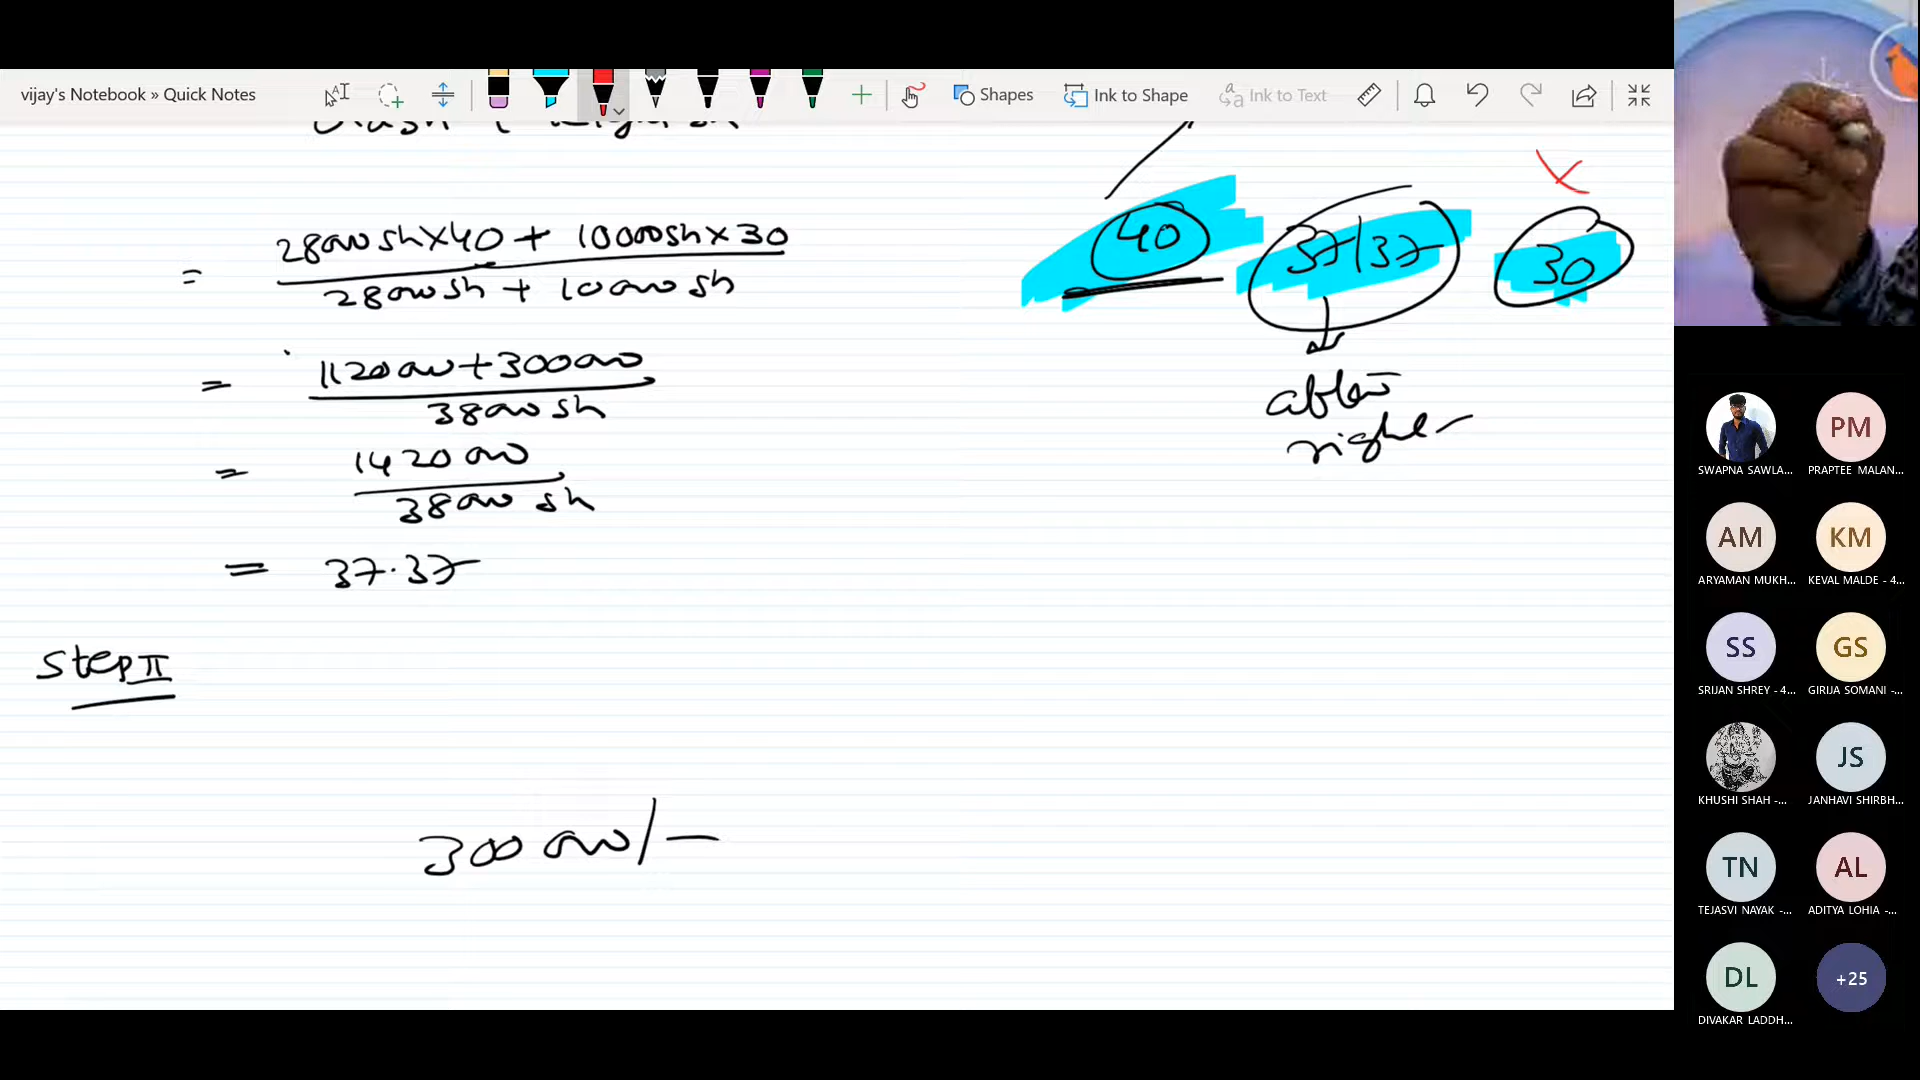 vijay's Notebook » Quick Notes
Shapes
Ink to Shape
Ink to Text
= 28000 sh x 40 + 10000 sh x 30
28000 sh + 10000 sh
= 1120000 + 300000
38000 sh
= 1420000
38000 sh
= 37.37
Step II
300000/-
40
37/37
30
right
SWAPNA SAWLA...
PM
PRAPTEE MALAN...
AM
ARYAMAN MUKH...
KM
KEVAL MALDE - 4...
SS
SRIJAN SHREY - 4...
GS
GIRIJA SOMANI -...
KHUSHI SHAH -...
JS
JANHAVI SHIRBH...
TN
TEJASVI NAYAK -...
AL
ADITYA LOHIA -...
DL
DIVAKAR LADDH...
+25